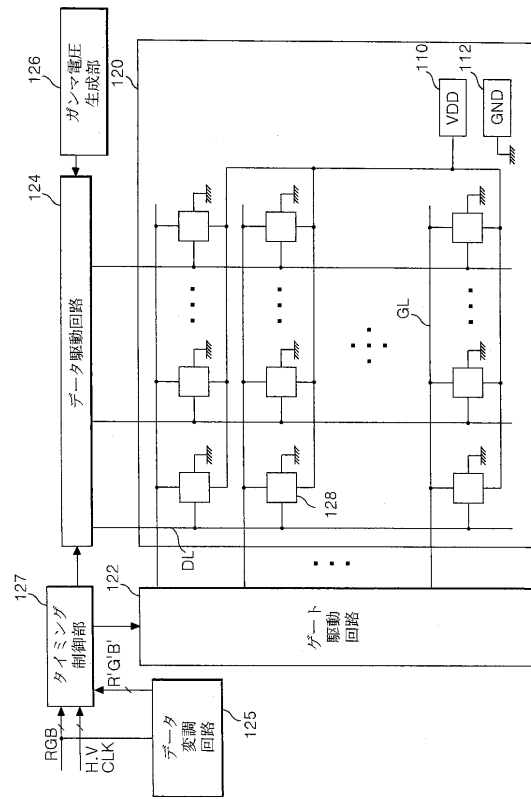 RGB
H.V
CLK
127
タイミング
制御部
R'G'B'
データ
変調
回路
125
124
データ駆動回路
126
ガンマ電圧
生成部
122
ゲート
駆動
回路
120
DL
128
GL
110
VDD
112
GND